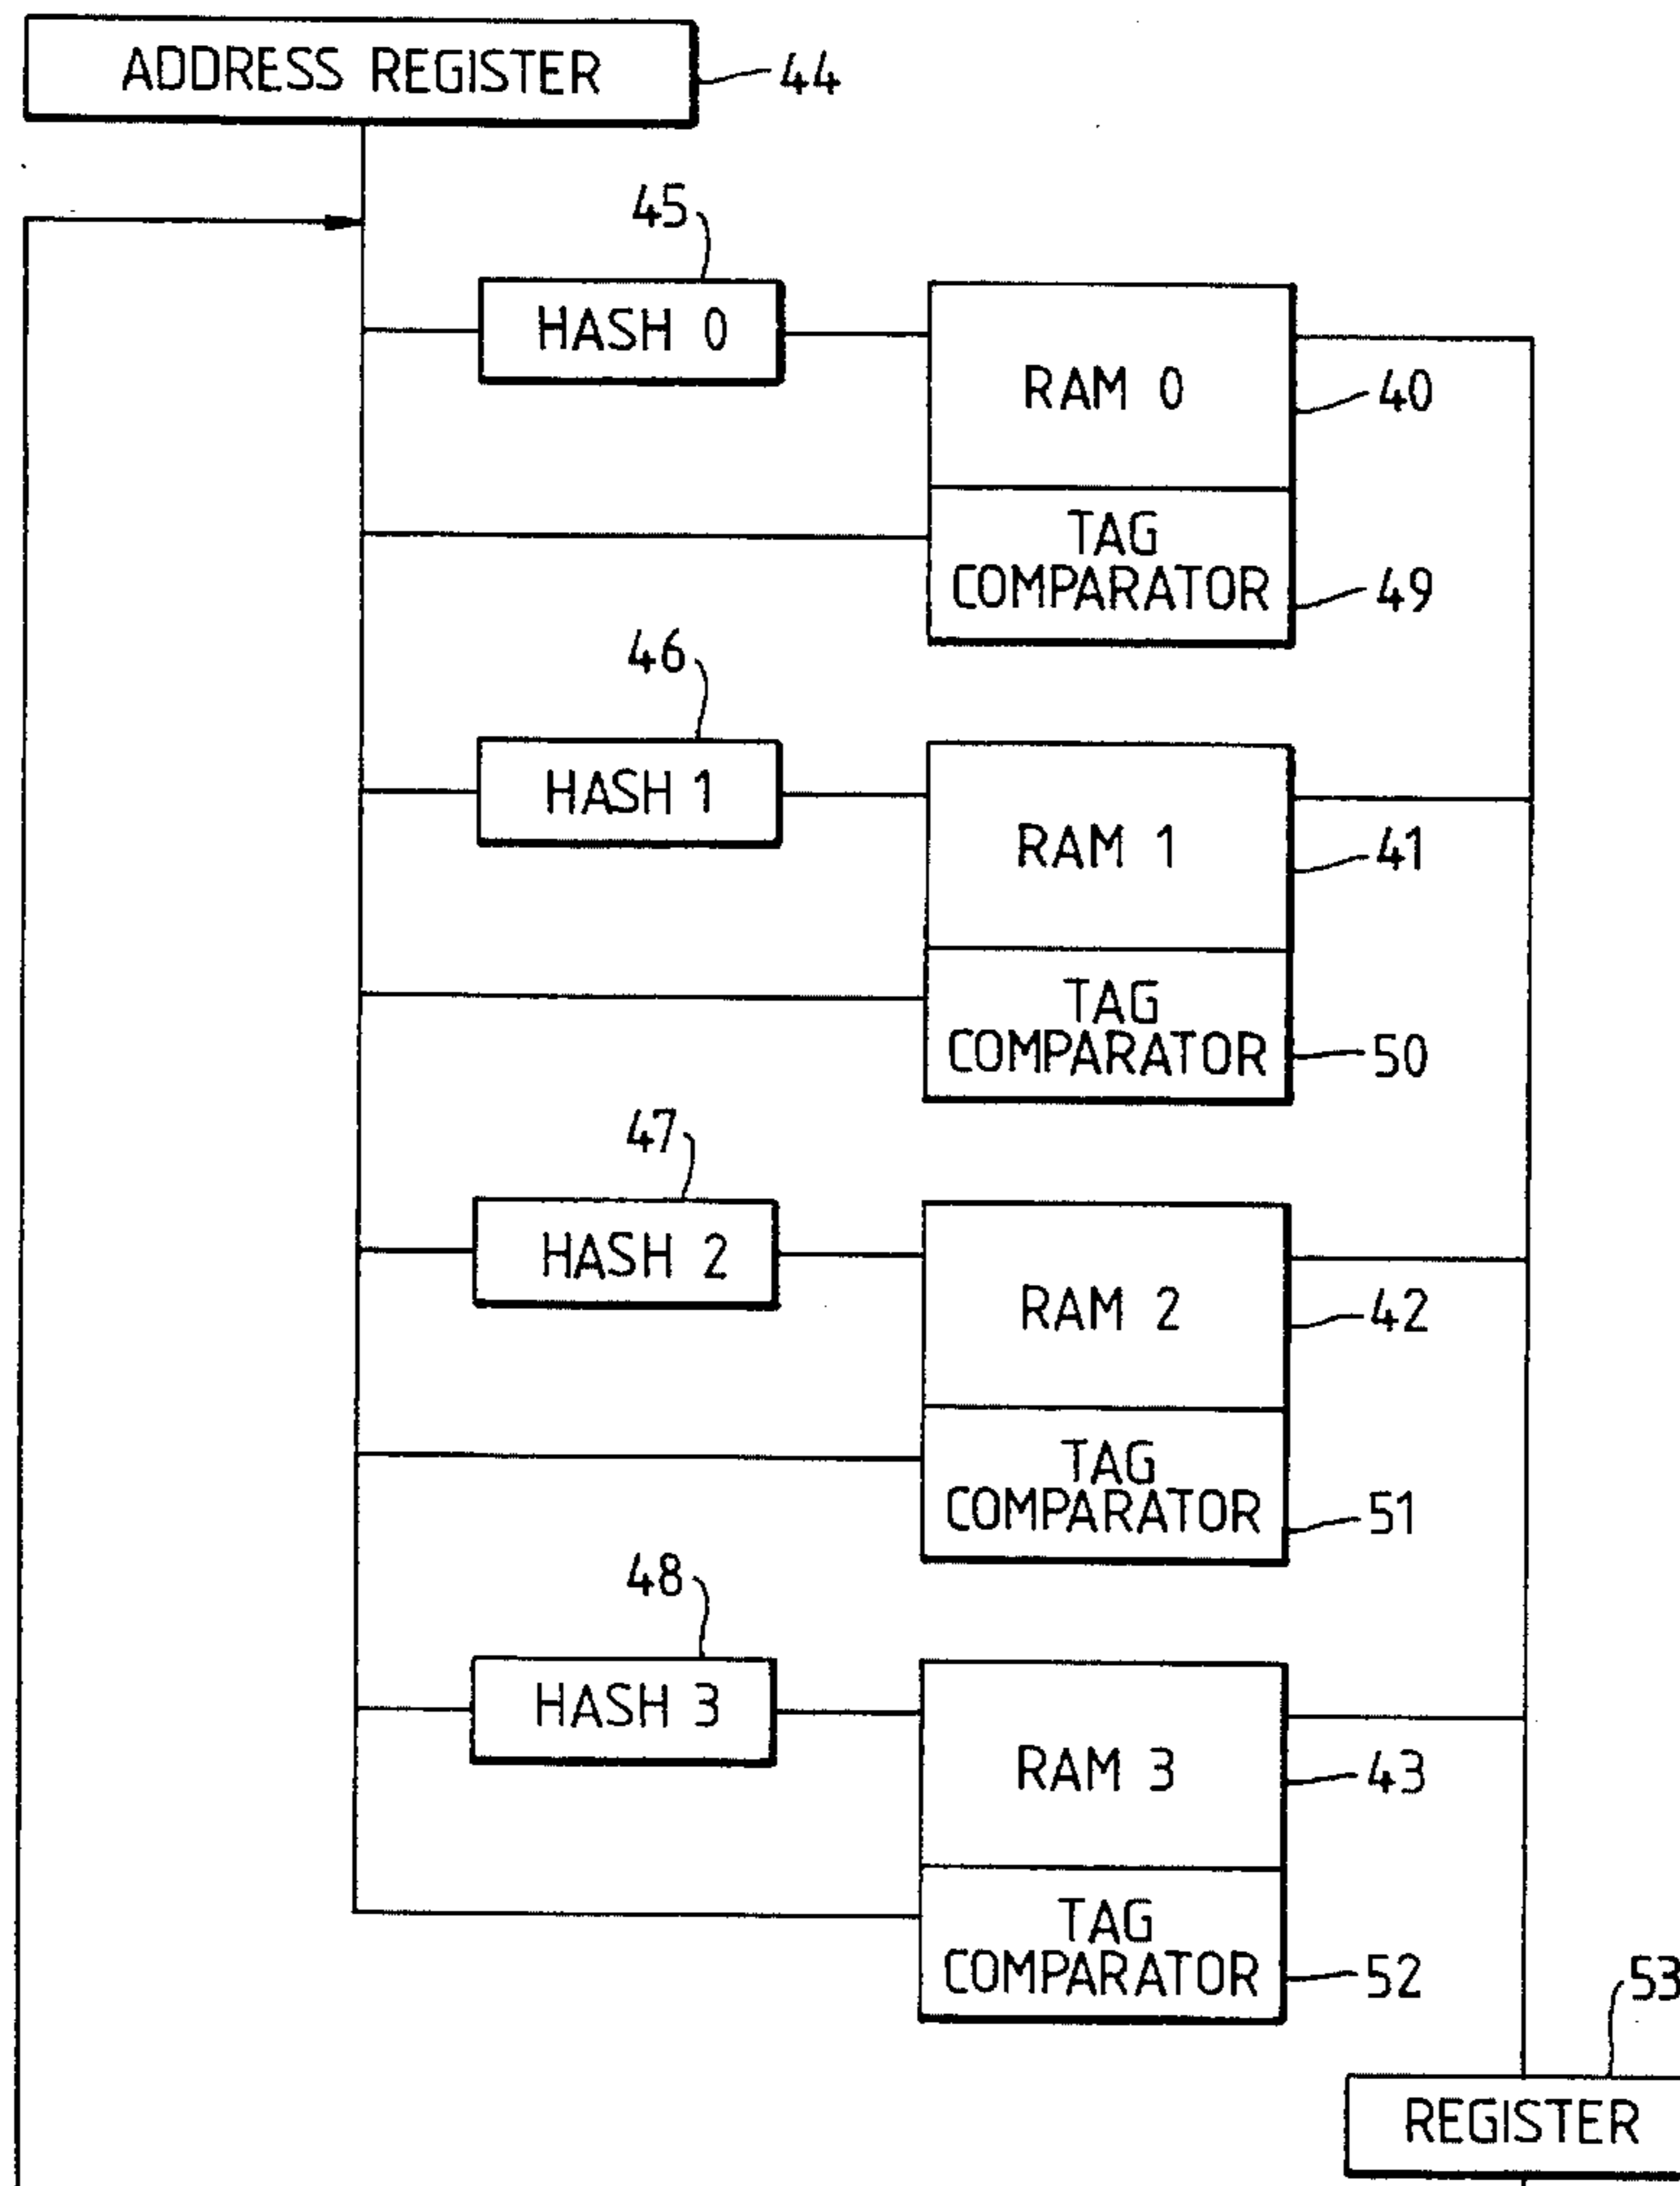 ADDRESS REGISTER
44
45
HASH 0
RAM 0
40
TAG
COMPARATOR
49
46
HASH 1
RAM 1
41
TAG
COMPARATOR
50
47
HASH 2
RAM 2
42
TAG
COMPARATOR
51
48
HASH 3
RAM 3
43
TAG
COMPARATOR
52
53
REGISTER